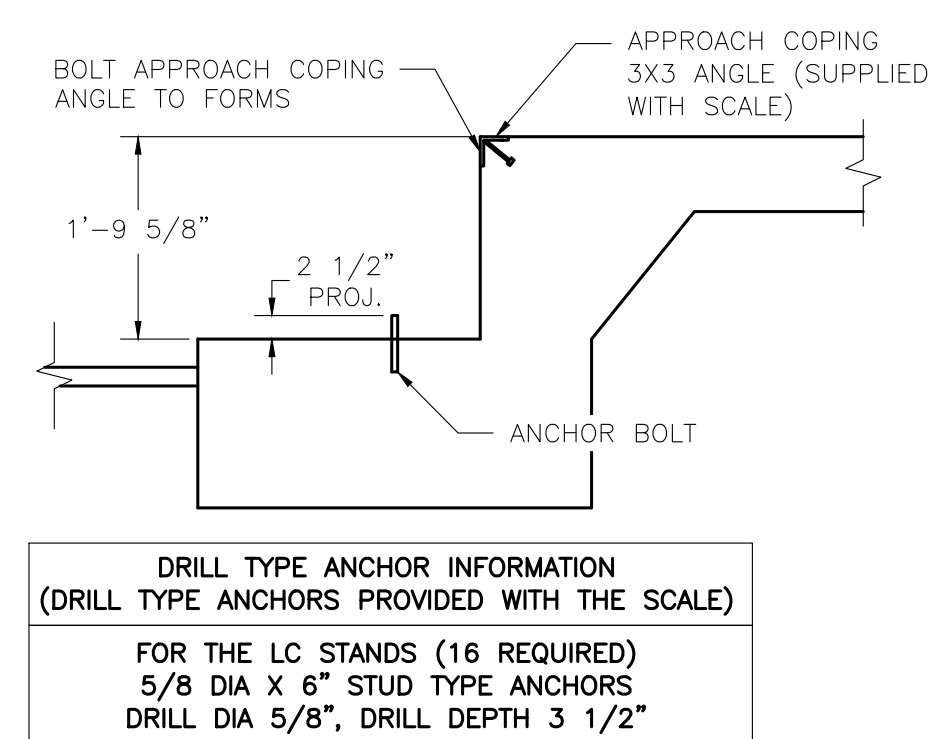 BOLT APPROACH COPING
ANGLE TO FORMS
APPROACH COPING
3X3 ANGLE (SUPPLIED
WITH SCALE)
1'-9 5/8"
2 1/2"
PROJ.
ANCHOR BOLT
DRILL TYPE ANCHOR INFORMATION
(DRILL TYPE ANCHORS PROVIDED WITH THE SCALE)
FOR THE LC STANDS (16 REQUIRED)
5/8 DIA X 6" STUD TYPE ANCHORS
DRILL DIA 5/8", DRILL DEPTH 3 1/2"